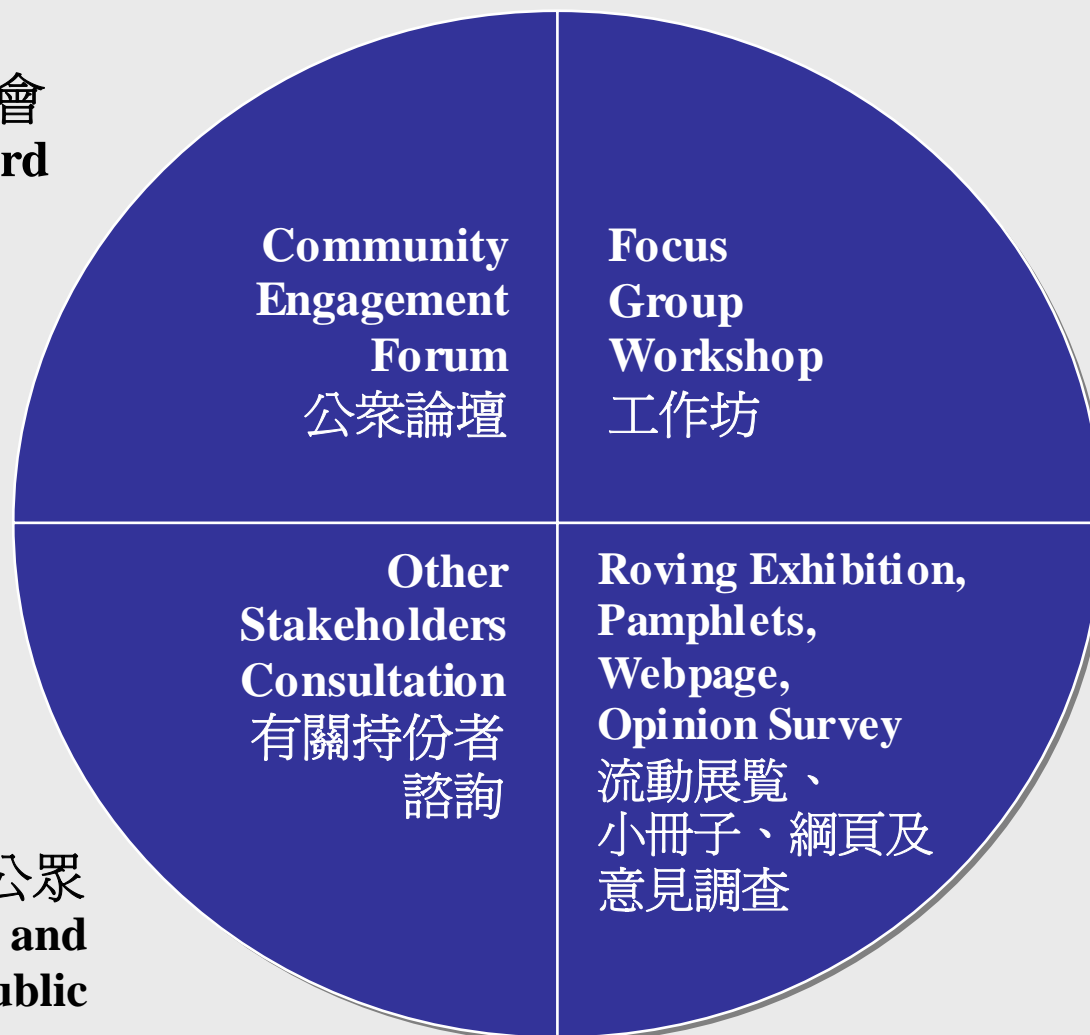 會
Community
Engagement
Forum
公衆論壇
Focus
Group
Workshop
工作坊
Other
Stakeholders
Consultation
有關持份者
諮詢
Roving Exhibition,
Pamphlets,
Webpage,
Opinion Survey
流動展覽、
小冊子、網頁及
意見調查
公眾
and